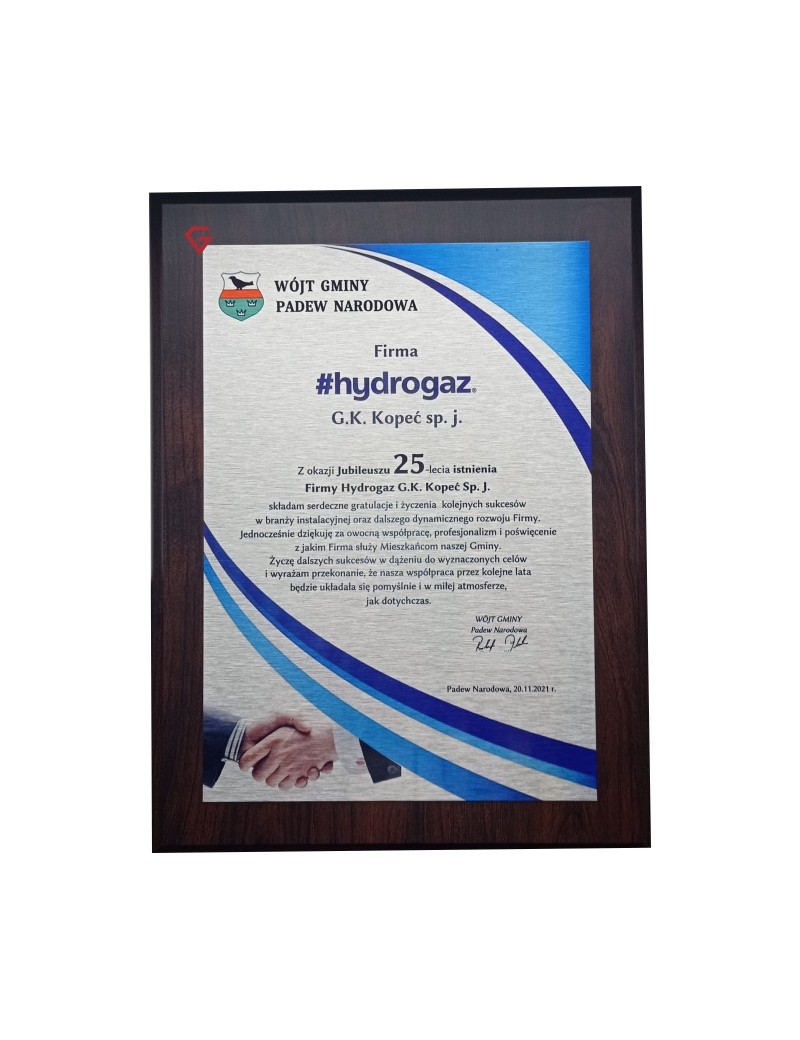 WÓJT GMINY
PADEW NARODOWA
Firma
#hydrogaz®
G.K. Kopeć sp. j.
Z okazji Jubileuszu 25-lecia istnienia
Firmy Hydrogaz G.K. Kopeć Sp. J.
składam serdeczne gratulacje i życzenia kolejnych sukcesów
w branży instalacyjnej oraz dalszego dynamicznego rozwoju Firmy.
Jednocześnie dziękuję za owocną współpracę, profesjonalizm i poświęcenie
z jakim Firma służy Mieszkańcom naszej Gminy.
Życzę dalszych sukcesów w dążeniu do wyznaczonych celów
i wyrażam przekonanie, że nasza współpraca przez kolejne lata
będzie układała się pomyślnie i w miłej atmosferze,
jak dotychczas.
WÓJT GMINY
Padew Narodowa
Padew Narodowa, 20.11.2021 r.